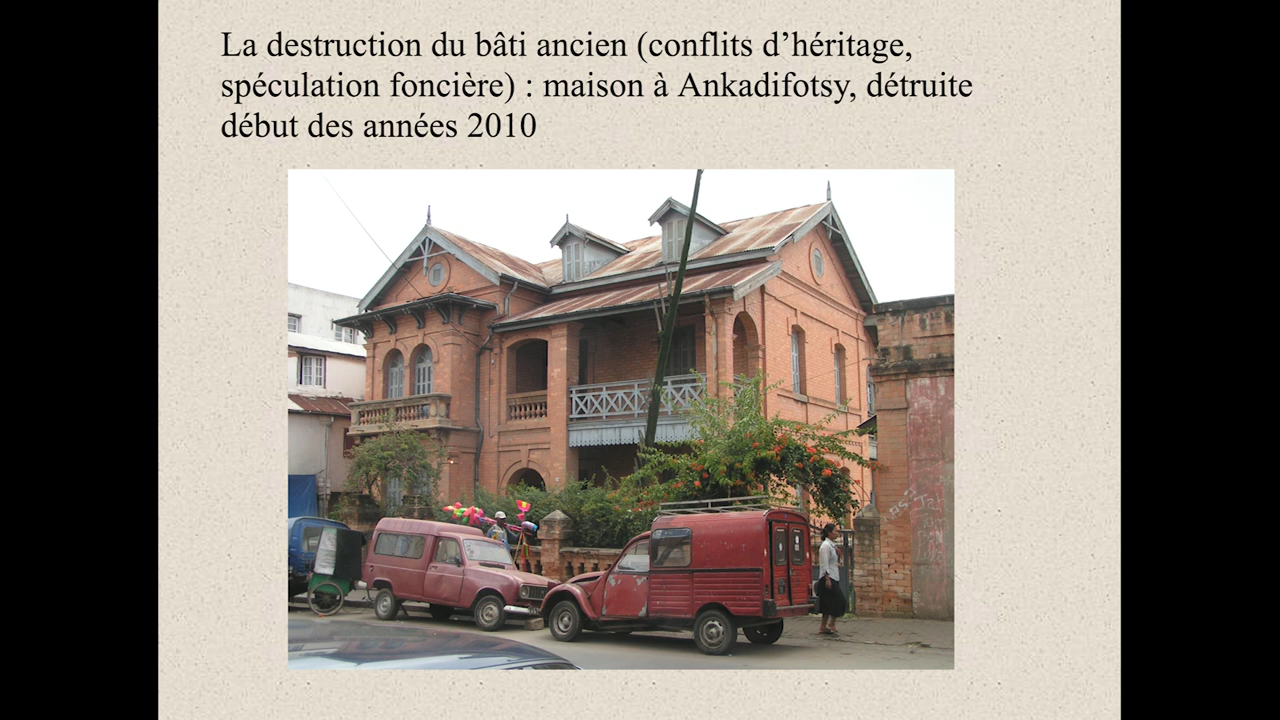 La destruction du bâti ancien (conflits d’héritage,
spéculation foncière) : maison à Ankadifotsy, détruite
début des années 2010